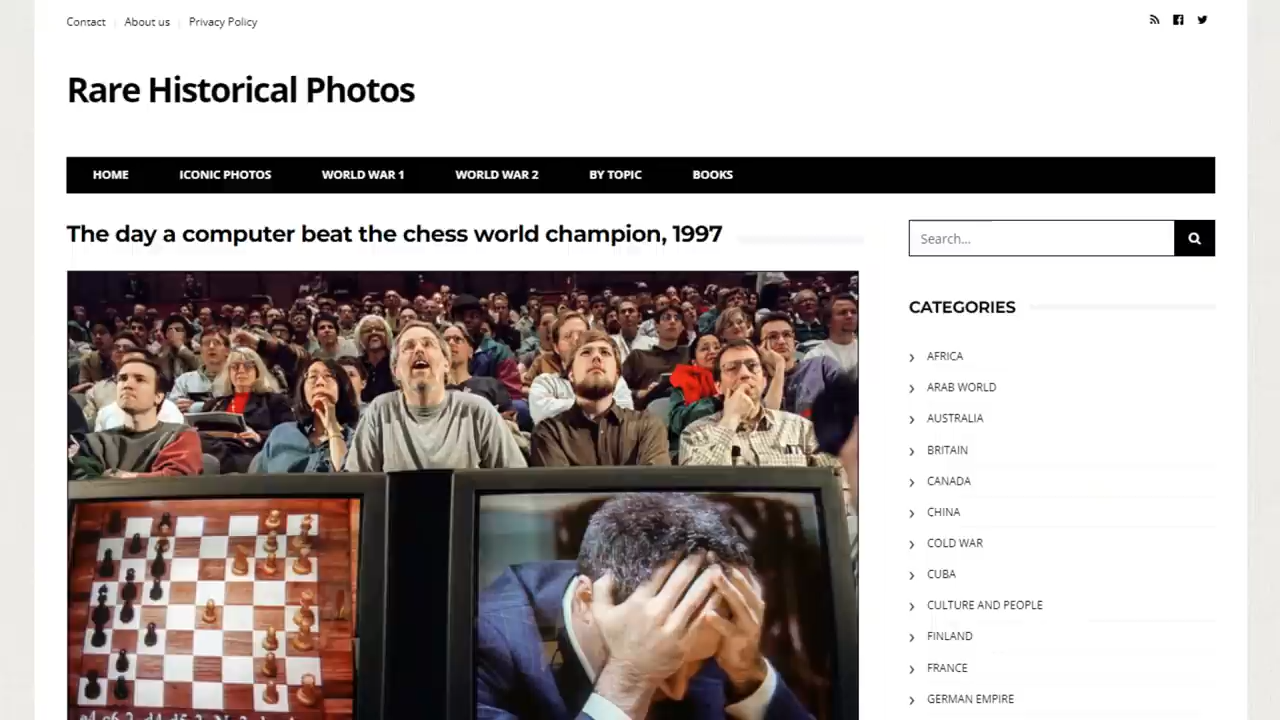 Contact
About us
Privacy Policy
Rare Historical Photos
HOME
ICONIC PHOTOS
WORLD WAR 1
WORLD WAR 2
BY TOPIC
BOOKS
The day a computer beat the chess world champion, 1997
Search...
CATEGORIES
AFRICA
ARAB WORLD
AUSTRALIA
BRITAIN
CANADA
CHINA
COLD WAR
CUBA
CULTURE AND PEOPLE
FINLAND
FRANCE
GERMAN EMPIRE